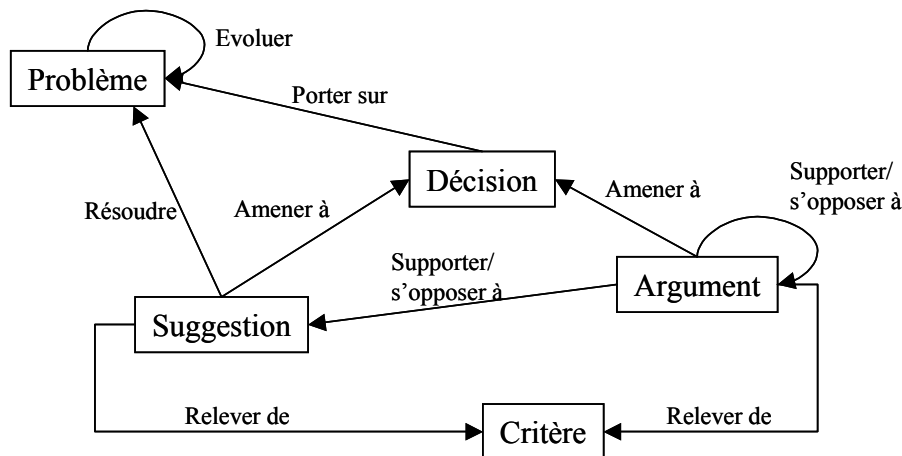 Evoluer
Problème
Porter sur
Décision
Supporter/
s’opposer à
Amener à
Résoudre
Amener à
Supporter/
s’opposer à
Argument
Suggestion
Relever de
Relever de
Critère